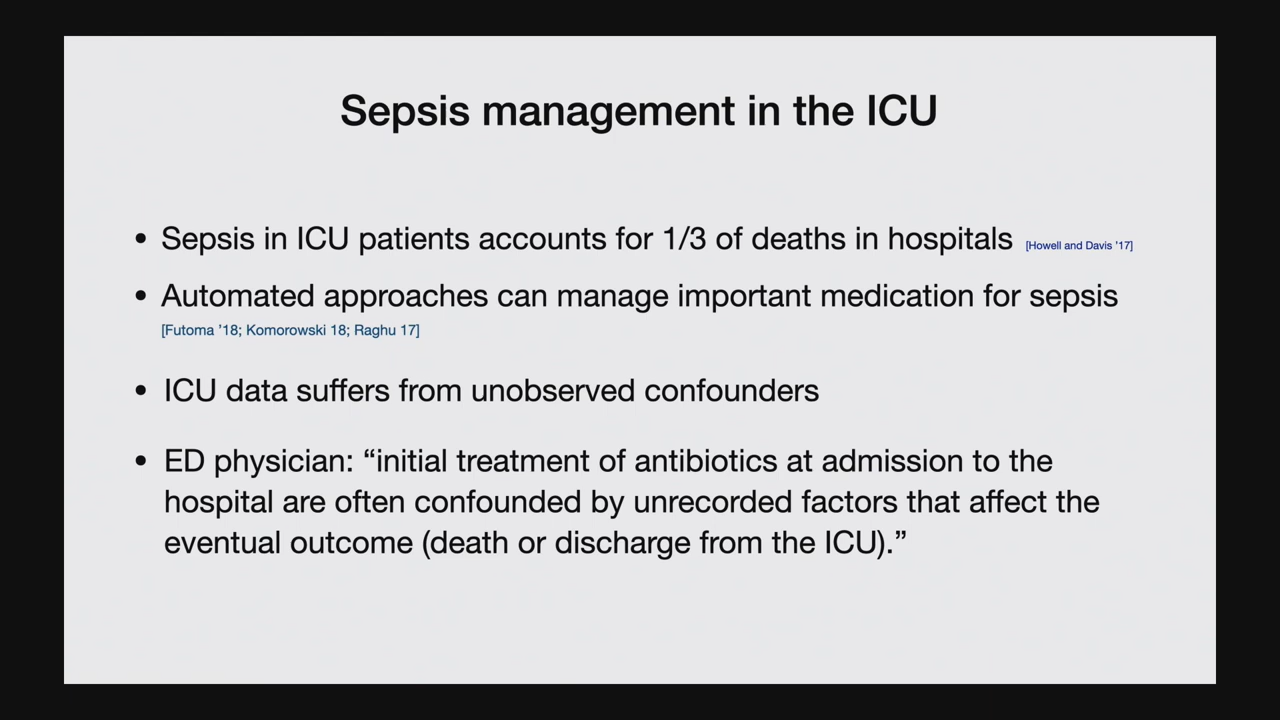 Sepsis management in the ICU
• Sepsis in ICU patients accounts for 1/3 of deaths in hospitals [Howell and Davis ’17]
• Automated approaches can manage important medication for sepsis
[Futoma ’18; Komorowski 18; Raghu 17]
• ICU data suffers from unobserved confounders
• ED physician: “initial treatment of antibiotics at admission to the
hospital are often confounded by unrecorded factors that affect the
eventual outcome (death or discharge from the ICU).”